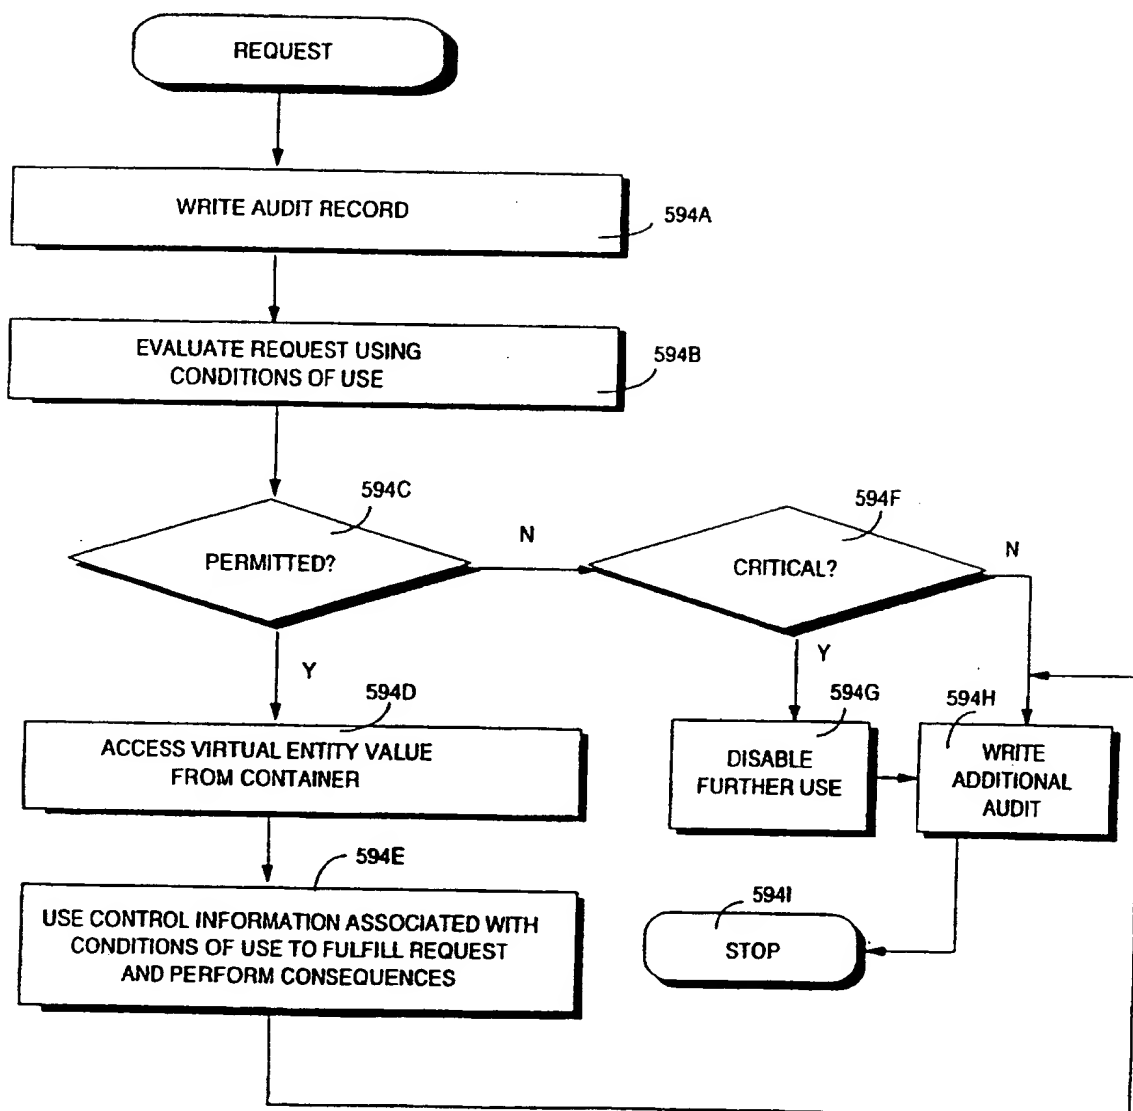 REQUEST
WRITE AUDIT RECORD
594A
EVALUATE REQUEST USING
CONDITIONS OF USE
594B
594C
PERMITTED?
N
Y
594F
CRITICAL?
N
Y
594D
ACCESS VIRTUAL ENTITY VALUE
FROM CONTAINER
594G
DISABLE
FURTHER USE
594H
WRITE
ADDITIONAL
AUDIT
594E
USE CONTROL INFORMATION ASSOCIATED WITH
CONDITIONS OF USE TO FULFILL REQUEST
AND PERFORM CONSEQUENCES
594I
STOP